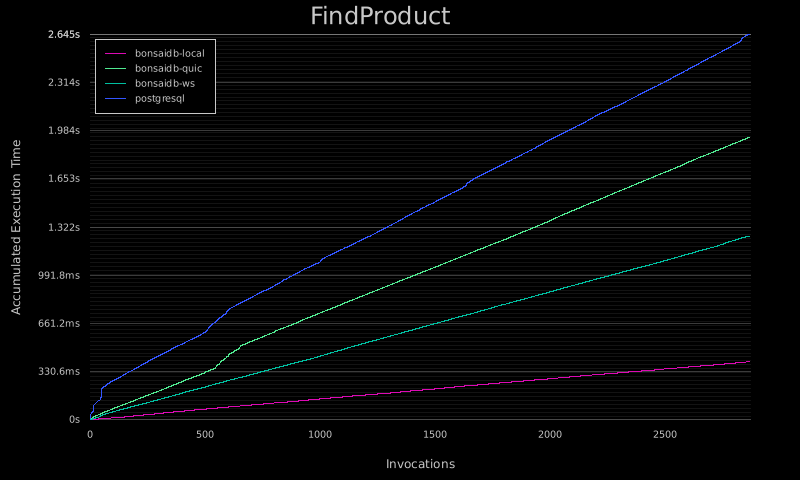 FindProduct
2.645s
bonsaidb-local
bonsaidb-quic
bonsaidb-ws
postgresql
2.314s
1.984s
1.653s
1.322s
991.8ms
661.2ms
330.6ms
0s
Accumulated Execution Time
0 500 1000 1500 2000 2500
Invocations